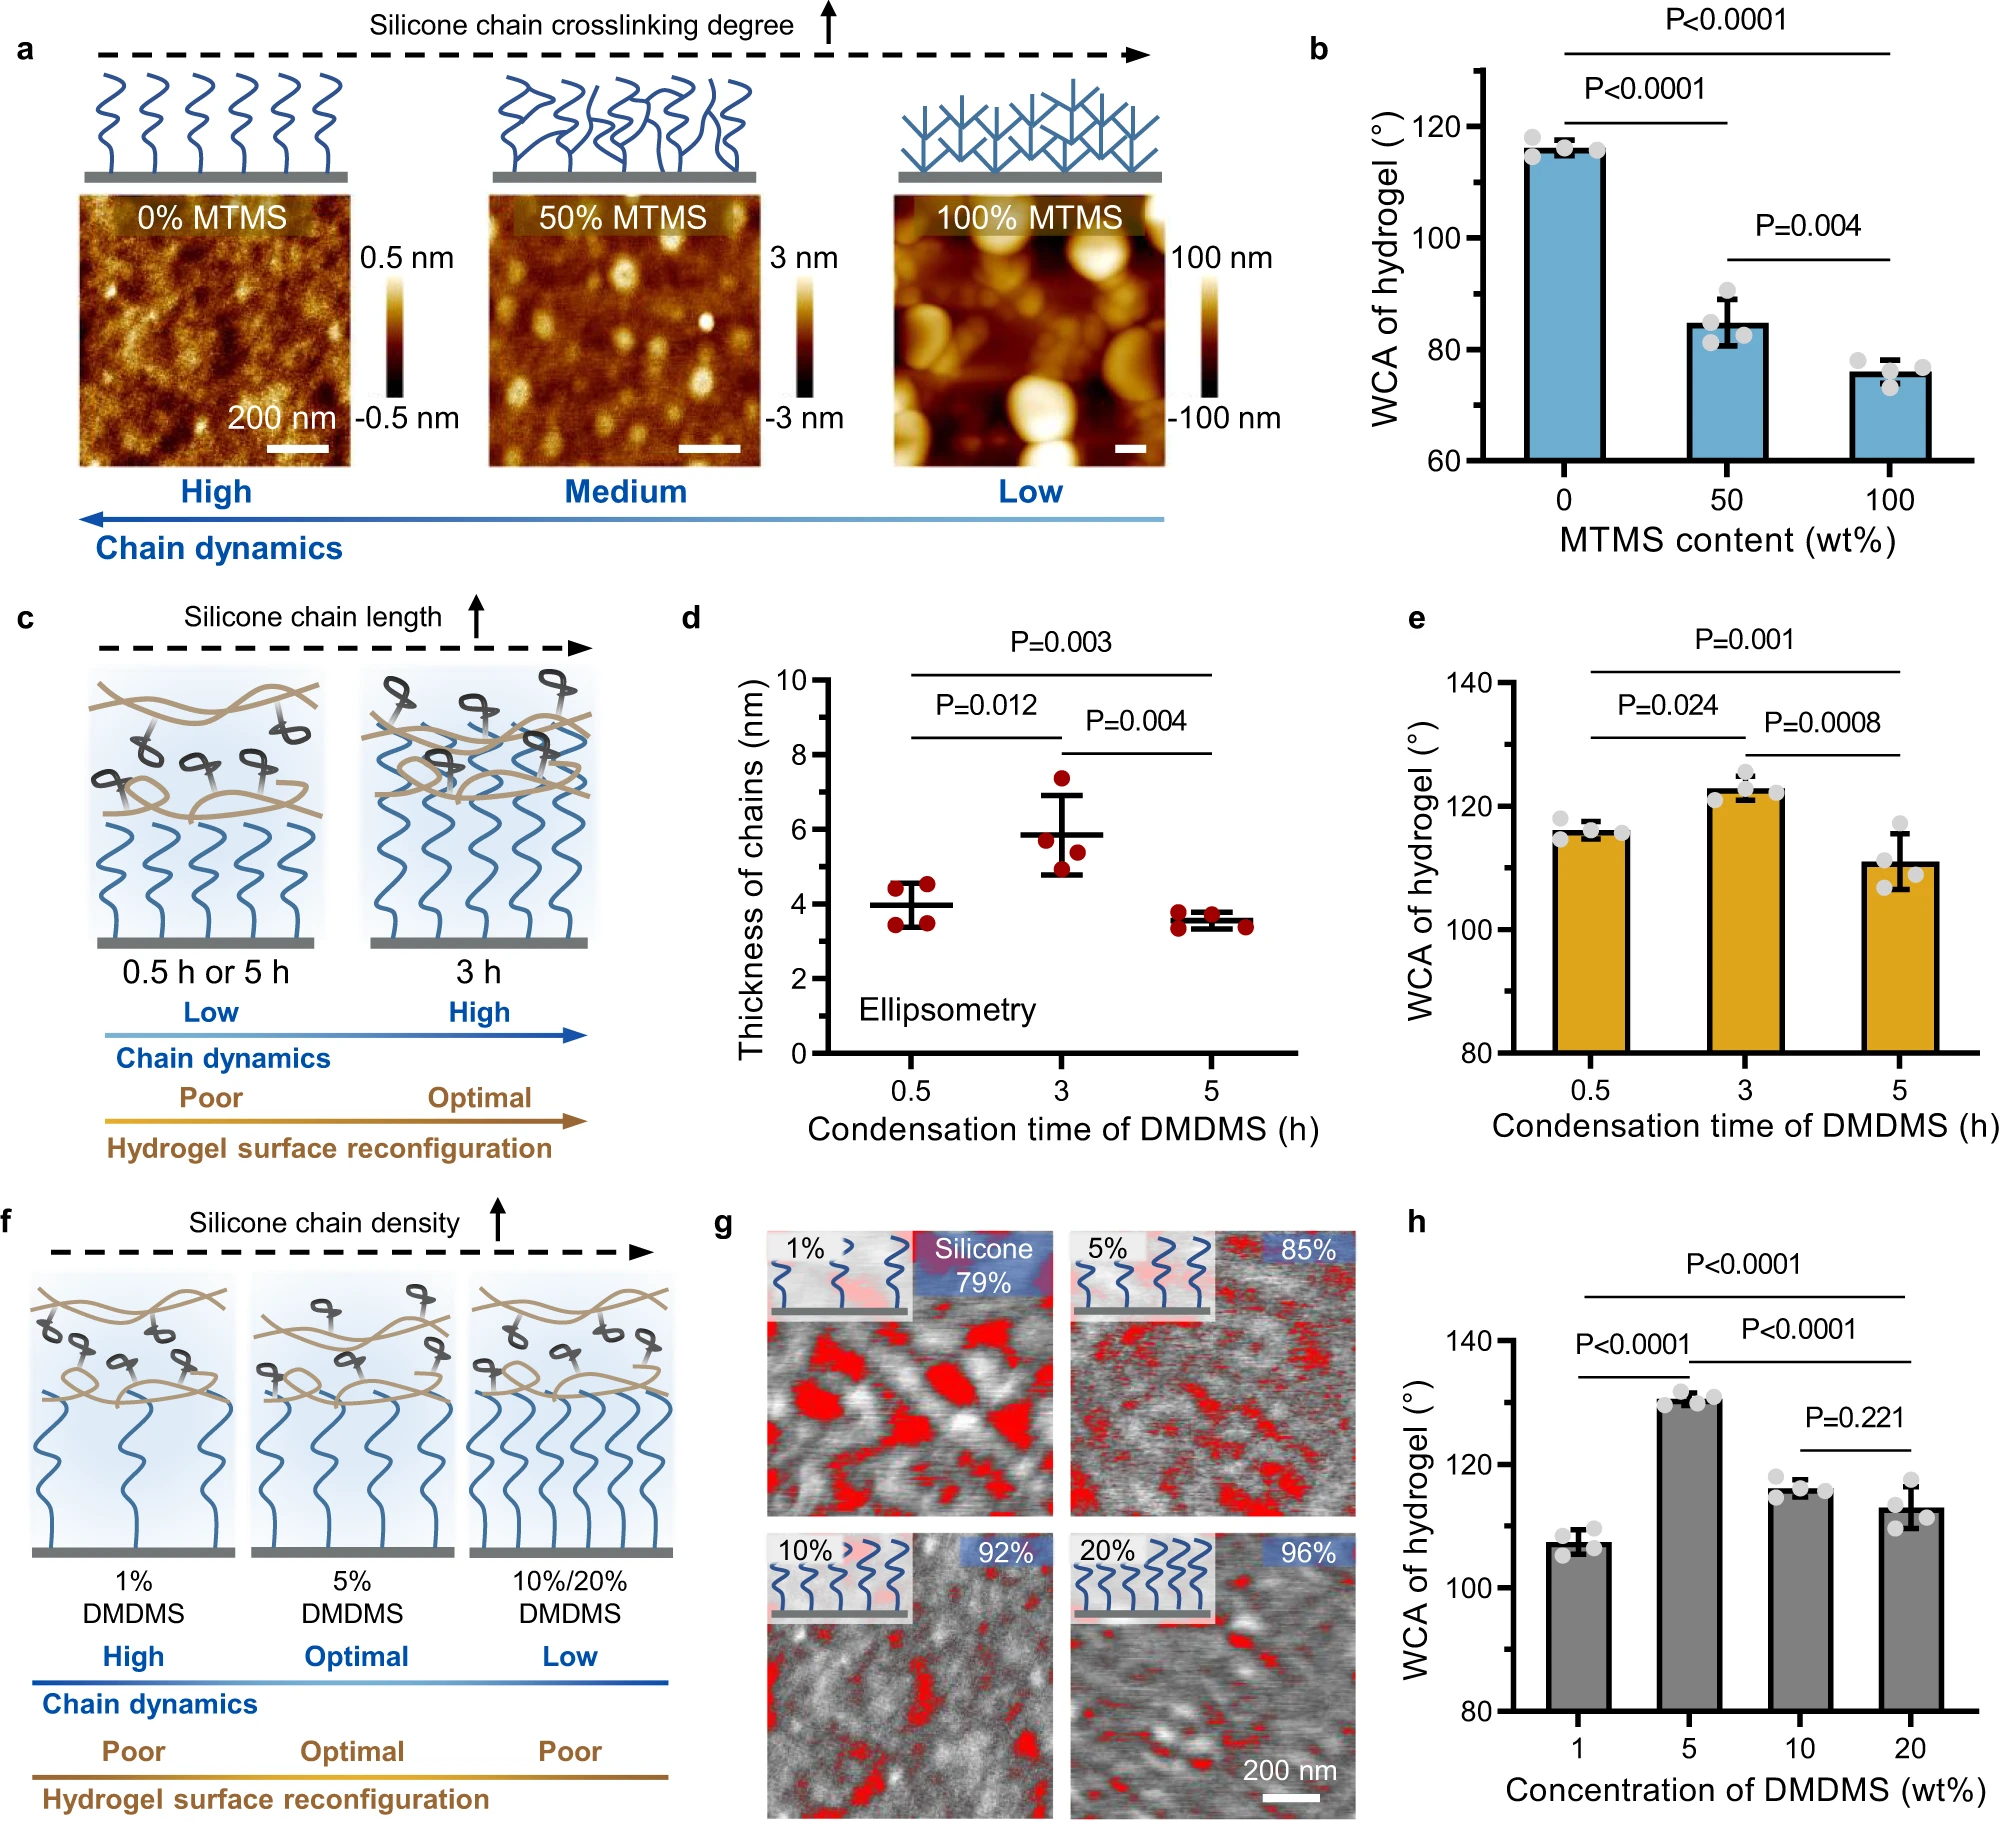 a
Silicone chain crosslinking degree
0% MTMS
50% MTMS
100% MTMS
0.5 nm
-0.5 nm
3 nm
-3 nm
100 nm
-100 nm
200 nm
High
Medium
Low
Chain dynamics
b
P<0.0001
P<0.0001
P=0.004
WCA of hydrogel (°)
120
100
80
60
0
50
100
MTMS content (wt%)
c
Silicone chain length
0.5 h or 5 h
3 h
Low
High
Chain dynamics
Poor
Optimal
Hydrogel surface reconfiguration
d
P=0.003
P=0.012
P=0.004
Thickness of chains (nm)
10
8
6
4
2
0
Ellipsometry
0.5
3
5
Condensation time of DMDMS (h)
e
P=0.001
P=0.024
P=0.0008
WCA of hydrogel (°)
140
120
100
80
0.5
3
5
Condensation time of DMDMS (h)
f
Silicone chain density
1%
DMDMS
5%
DMDMS
10%/20%
DMDMS
High
Optimal
Low
Chain dynamics
Poor
Optimal
Poor
Hydrogel surface reconfiguration
g
1%
Silicone
79%
5%
85%
10%
92%
20%
96%
200 nm
h
P<0.0001
P<0.0001
P<0.0001
P=0.221
WCA of hydrogel (°)
140
120
100
80
1
5
10
20
Concentration of DMDMS (wt%)